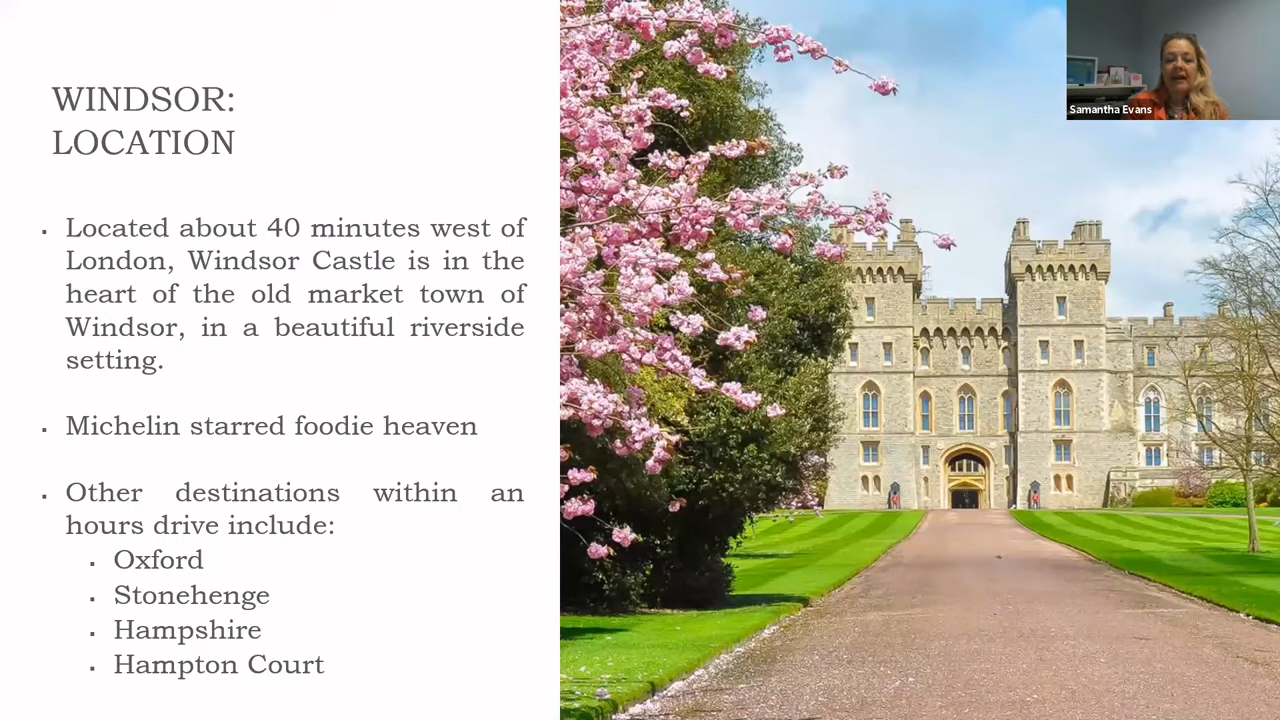 WINDSOR:
LOCATION
▪ Located about 40 minutes west of
London, Windsor Castle is in the
heart of the old market town of
Windsor, in a beautiful riverside
setting.
▪ Michelin starred foodie heaven
▪ Other destinations within an
hours drive include:
▪ Oxford
▪ Stonehenge
▪ Hampshire
▪ Hampton Court
Samantha Evans